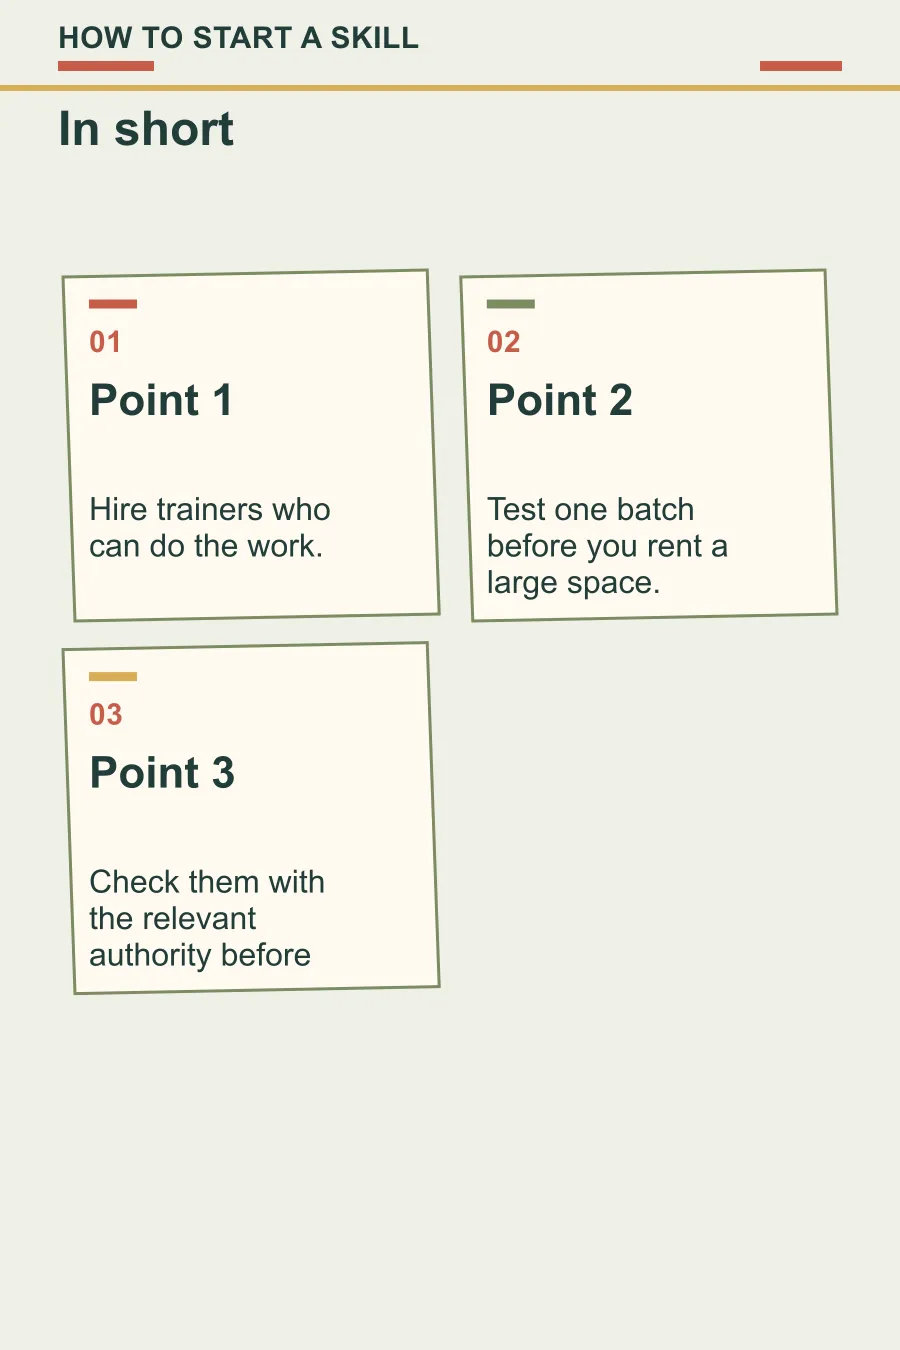 HOW TO START A SKILL
In short
01
Point 1
Hire trainers who
can do the work.
02
Point 2
Test one batch
before you rent a
large space.
03
Point 3
Check them with
the relevant
authority before